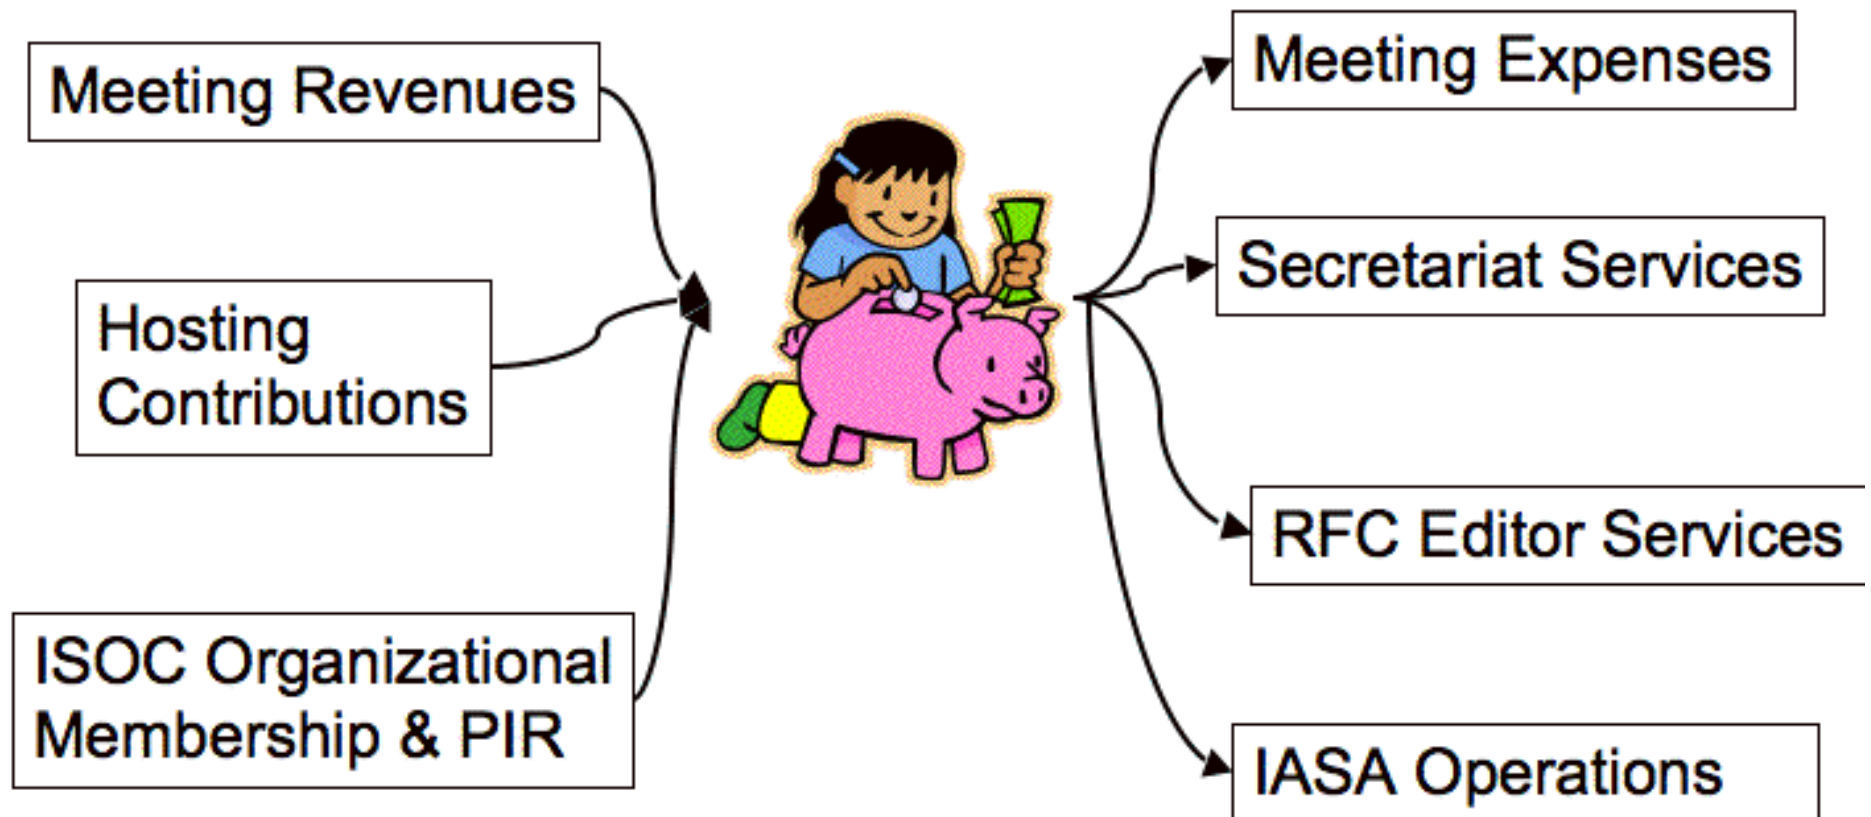 Meeting Revenues
Hosting
Contributions
ISOC Organizational
Membership & PIR
Meeting Expenses
Secretariat Services
RFC Editor Services
IASA Operations